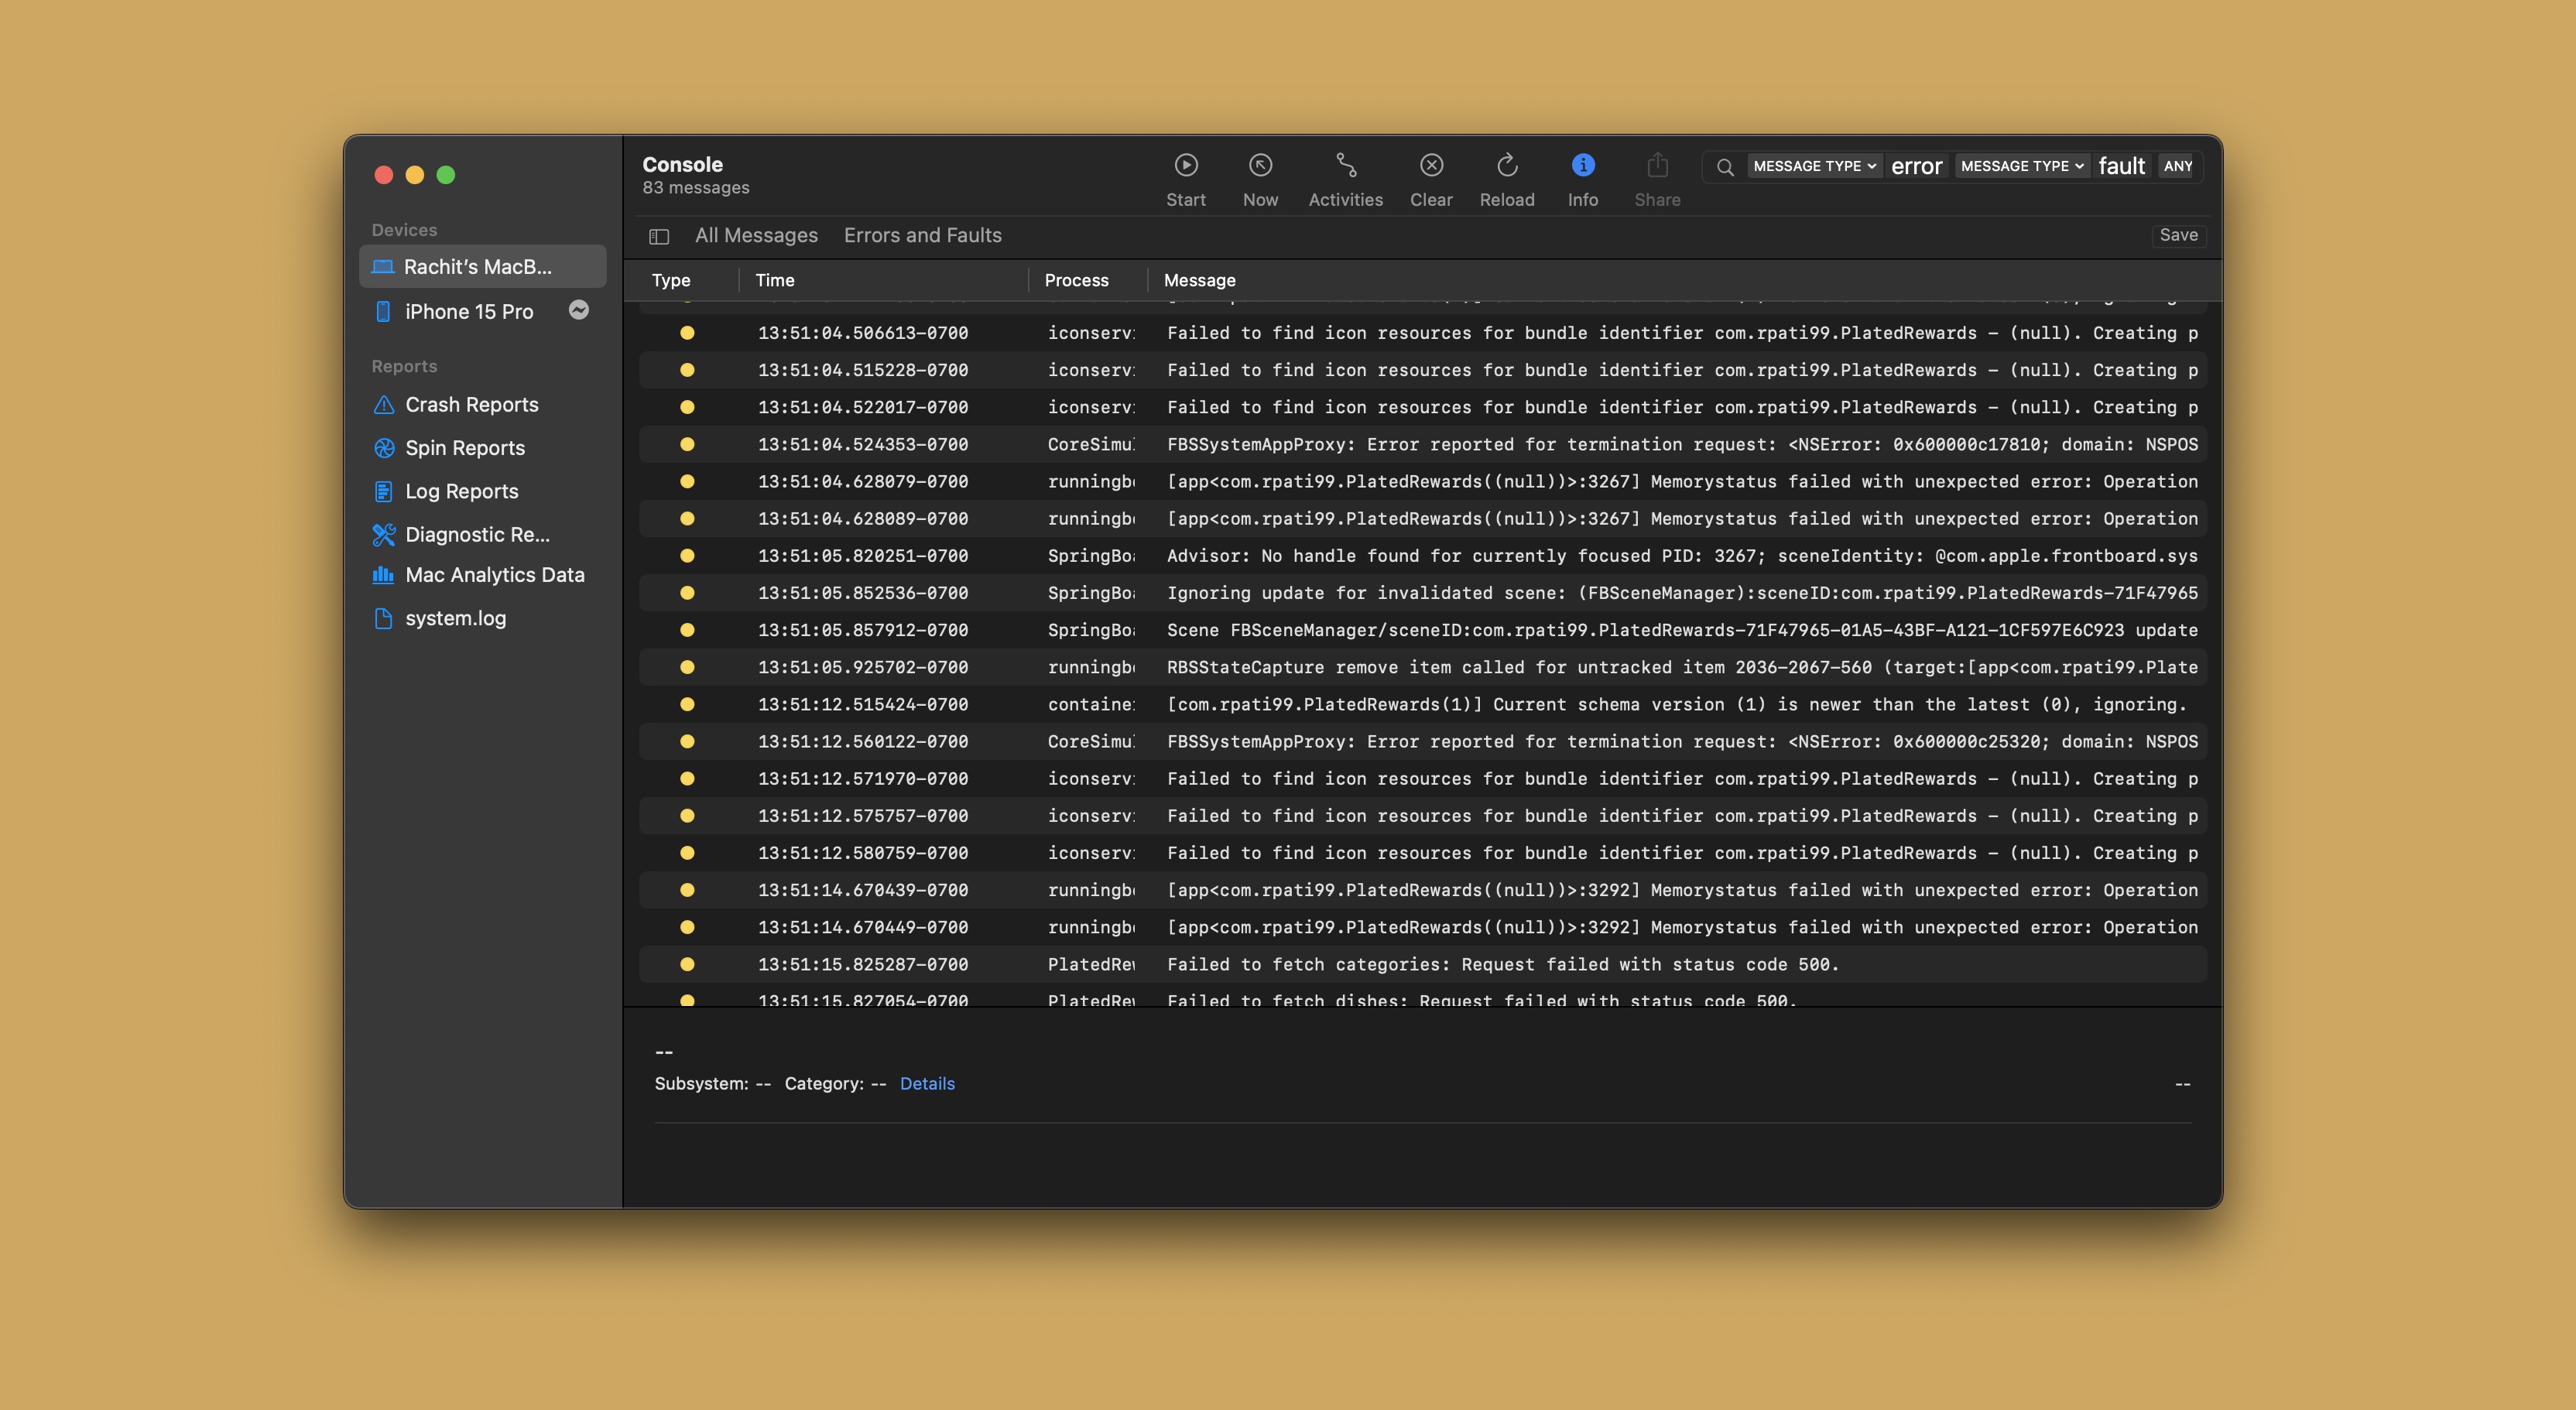 Console
83 messages
Start
Now
Activities
Clear
Reload
Info
Share
MESSAGE TYPE error MESSAGE TYPE fault ANY
Devices
Rachit’s MacB...
iPhone 15 Pro
Reports
Crash Reports
Spin Reports
Log Reports
Diagnostic Re...
Mac Analytics Data
system.log
All Messages Errors and Faults Save
Type Time Process Message
13:51:04.506613-0700 iconserv Failed to find icon resources for bundle identifier com.rpati99.PlatedRewards – (null). Creating p
13:51:04.515228-0700 iconserv Failed to find icon resources for bundle identifier com.rpati99.PlatedRewards – (null). Creating p
13:51:04.522017-0700 iconserv Failed to find icon resources for bundle identifier com.rpati99.PlatedRewards – (null). Creating p
13:51:04.524353-0700 CoreSimu FBSSystemAppProxy: Error reported for termination request: <NSError: 0x600000c17810; domain: NSPOS
13:51:04.628079-0700 runningb [app<com.rpati99.PlatedRewards((null))>:3267] Memorystatus failed with unexpected error: Operation
13:51:04.628089-0700 runningb [app<com.rpati99.PlatedRewards((null))>:3267] Memorystatus failed with unexpected error: Operation
13:51:05.820251-0700 SpringBo Advisor: No handle found for currently focused PID: 3267; sceneIdentity: @com.apple.frontboard.sys
13:51:05.852536-0700 SpringBo Ignoring update for invalidated scene: (FBSceneManager):sceneID:com.rpati99.PlatedRewards-71F47965
13:51:05.857912-0700 SpringBo Scene FBSceneManager/sceneID:com.rpati99.PlatedRewards-71F47965-01A5-43BF-A121-1CF597E6C923 update
13:51:05.925702-0700 runningb RBSStateCapture remove item called for untracked item 2036-2067-560 (target:[app<com.rpati99.Plate
13:51:12.515424-0700 containe [com.rpati99.PlatedRewards(1)] Current schema version (1) is newer than the latest (0), ignoring.
13:51:12.560122-0700 CoreSimu FBSSystemAppProxy: Error reported for termination request: <NSError: 0x600000c25320; domain: NSPOS
13:51:12.571970-0700 iconserv Failed to find icon resources for bundle identifier com.rpati99.PlatedRewards – (null). Creating p
13:51:12.575757-0700 iconserv Failed to find icon resources for bundle identifier com.rpati99.PlatedRewards – (null). Creating p
13:51:12.580759-0700 iconserv Failed to find icon resources for bundle identifier com.rpati99.PlatedRewards – (null). Creating p
13:51:14.670439-0700 runningb [app<com.rpati99.PlatedRewards((null))>:3292] Memorystatus failed with unexpected error: Operation
13:51:14.670449-0700 runningb [app<com.rpati99.PlatedRewards((null))>:3292] Memorystatus failed with unexpected error: Operation
13:51:15.825287-0700 PlatedRe Failed to fetch categories: Request failed with status code 500.
13:51:15.827054-0700 PlatedRe Failed to fetch dishes: Request failed with status code 500.
--
Subsystem: -- Category: -- Details --